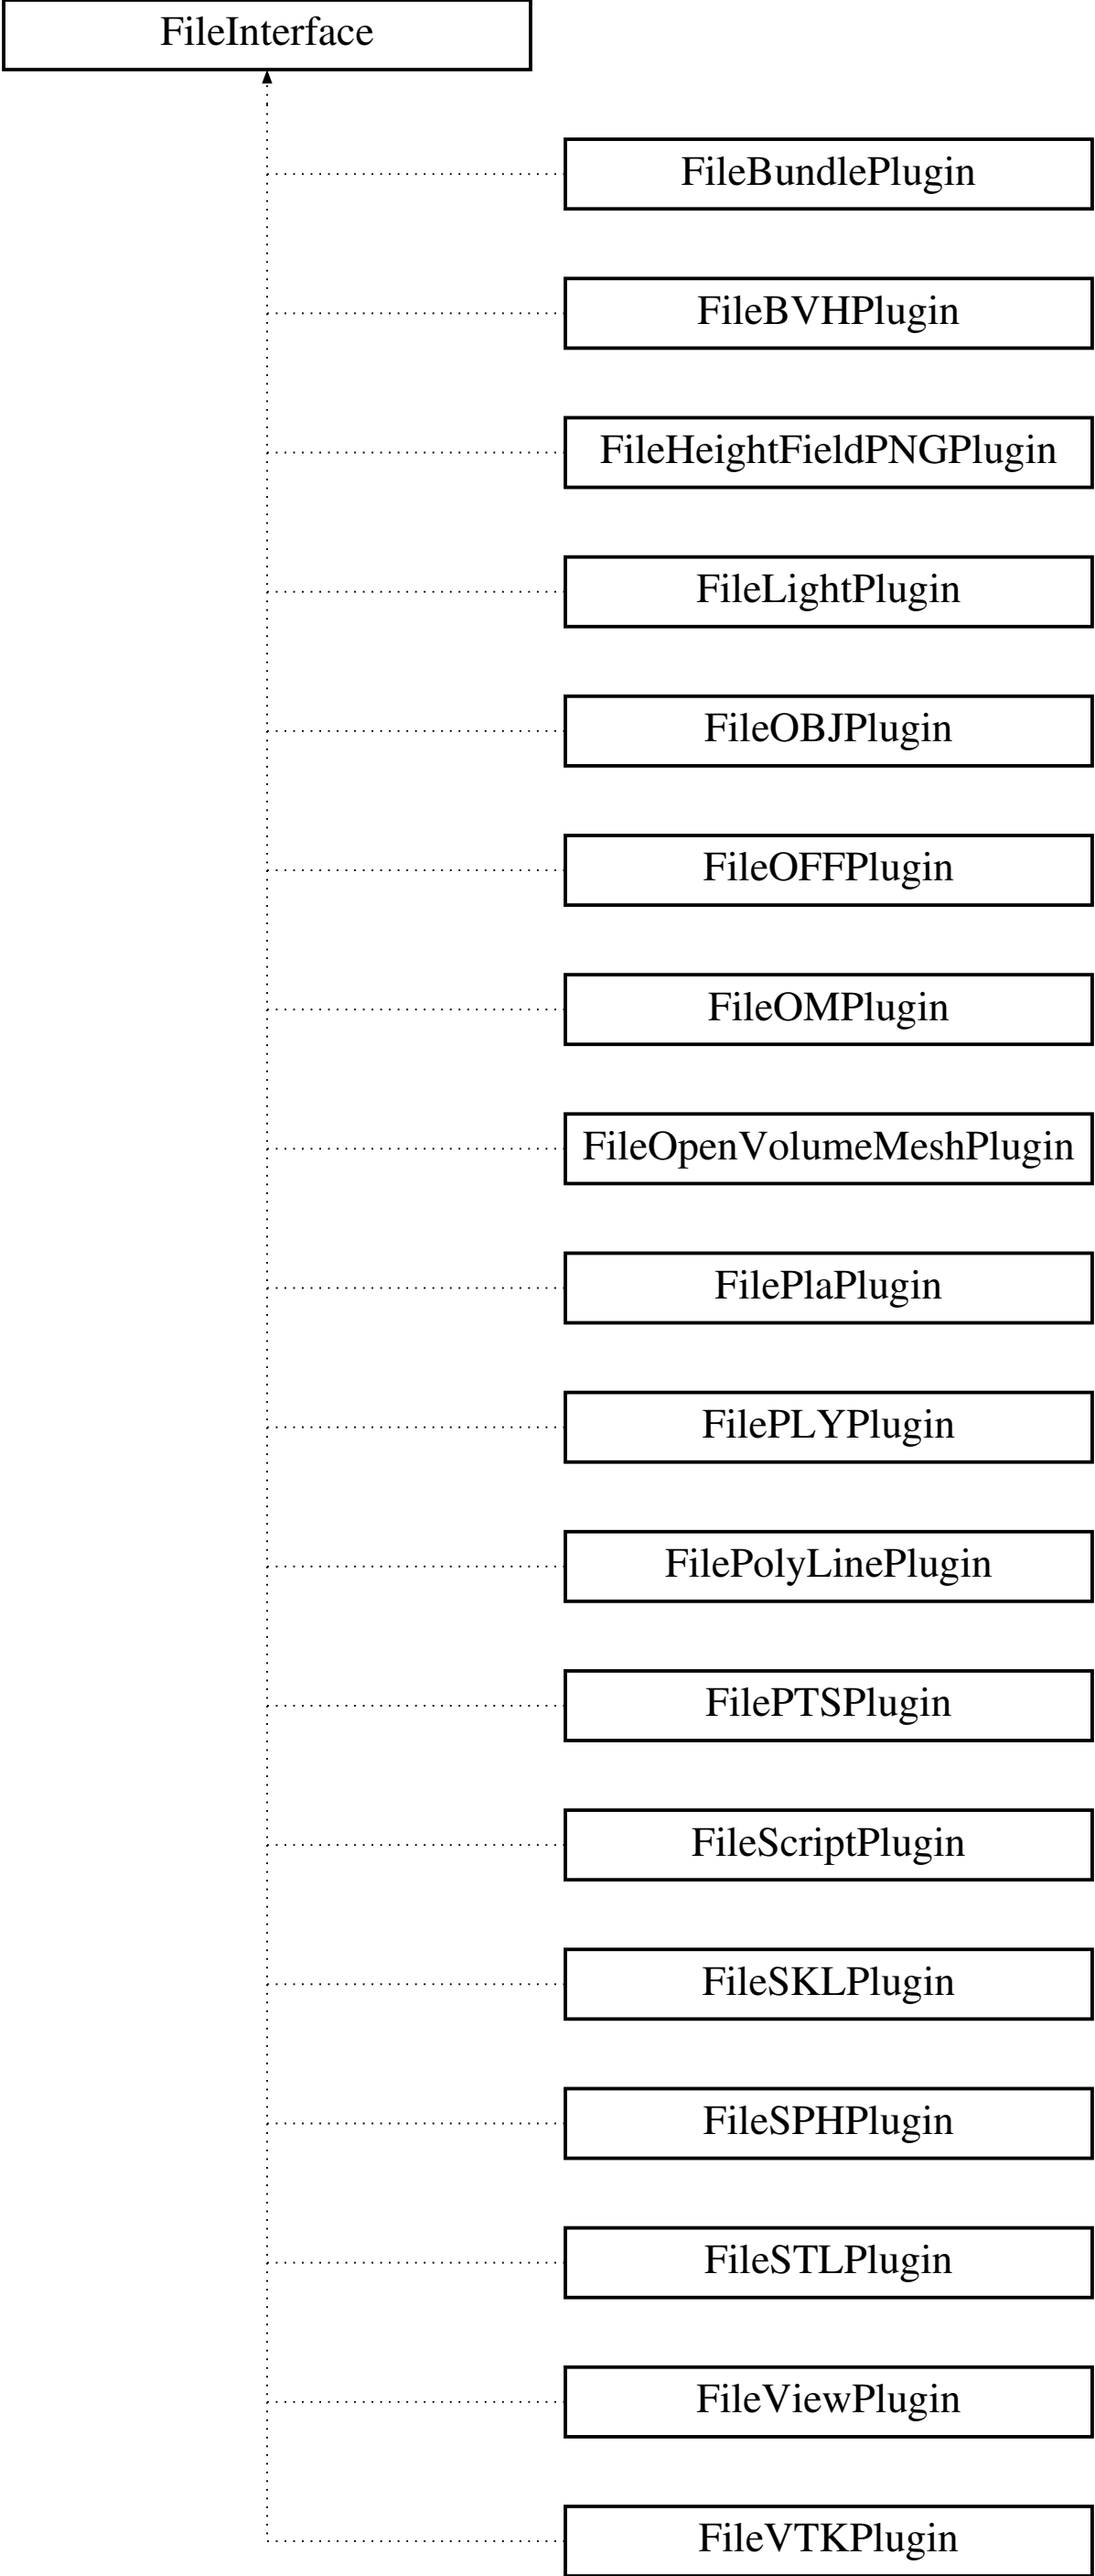 FileInterface
FileBundlePlugin
FileBVHPlugin
FileHeightFieldPNGPlugin
FileLightPlugin
FileOBJPlugin
FileOFFPlugin
FileOMPlugin
FileOpenVolumeMeshPlugin
FilePlaPlugin
FilePLYPlugin
FilePolyLinePlugin
FilePTSPlugin
FileScriptPlugin
FileSKLPlugin
FileSPHPlugin
FileSTLPlugin
FileViewPlugin
FileVTKPlugin